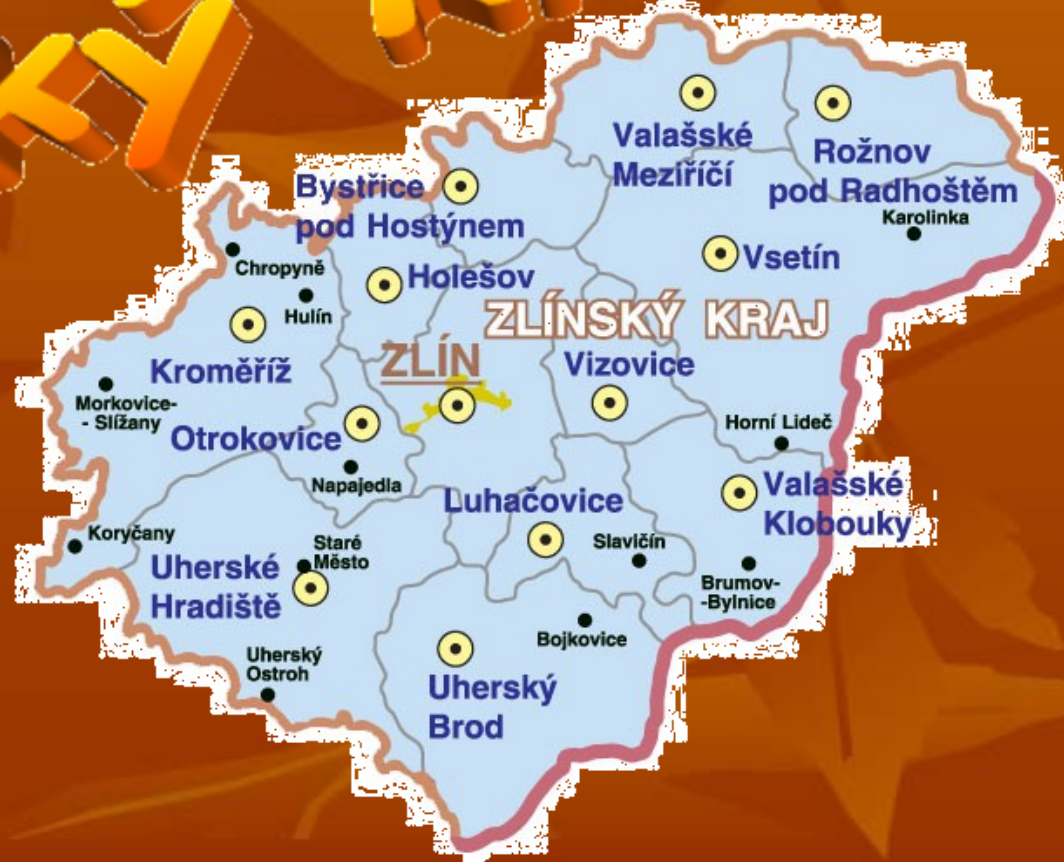 KY
Valašské
Meziříčí
Rožnov
pod Radhoštěm
Karolinka
Bystřice
pod Hostýnem
Vsetín
Holešov
Chropyně
Hulín
ZLÍNSKÝ KRAJ
Kroměříž
ZLÍN
Vizovice
Morkovice-
- Slížany
Otrokovice
Horní Lideč
Napajedla
Luhačovice
Valašské
Klobouky
Koryčany
Staré
Město
Slavičín
Uherské
Hradiště
Brumov-
-Bylnice
Bojkovice
Uherský
Ostroh
Uherský
Brod